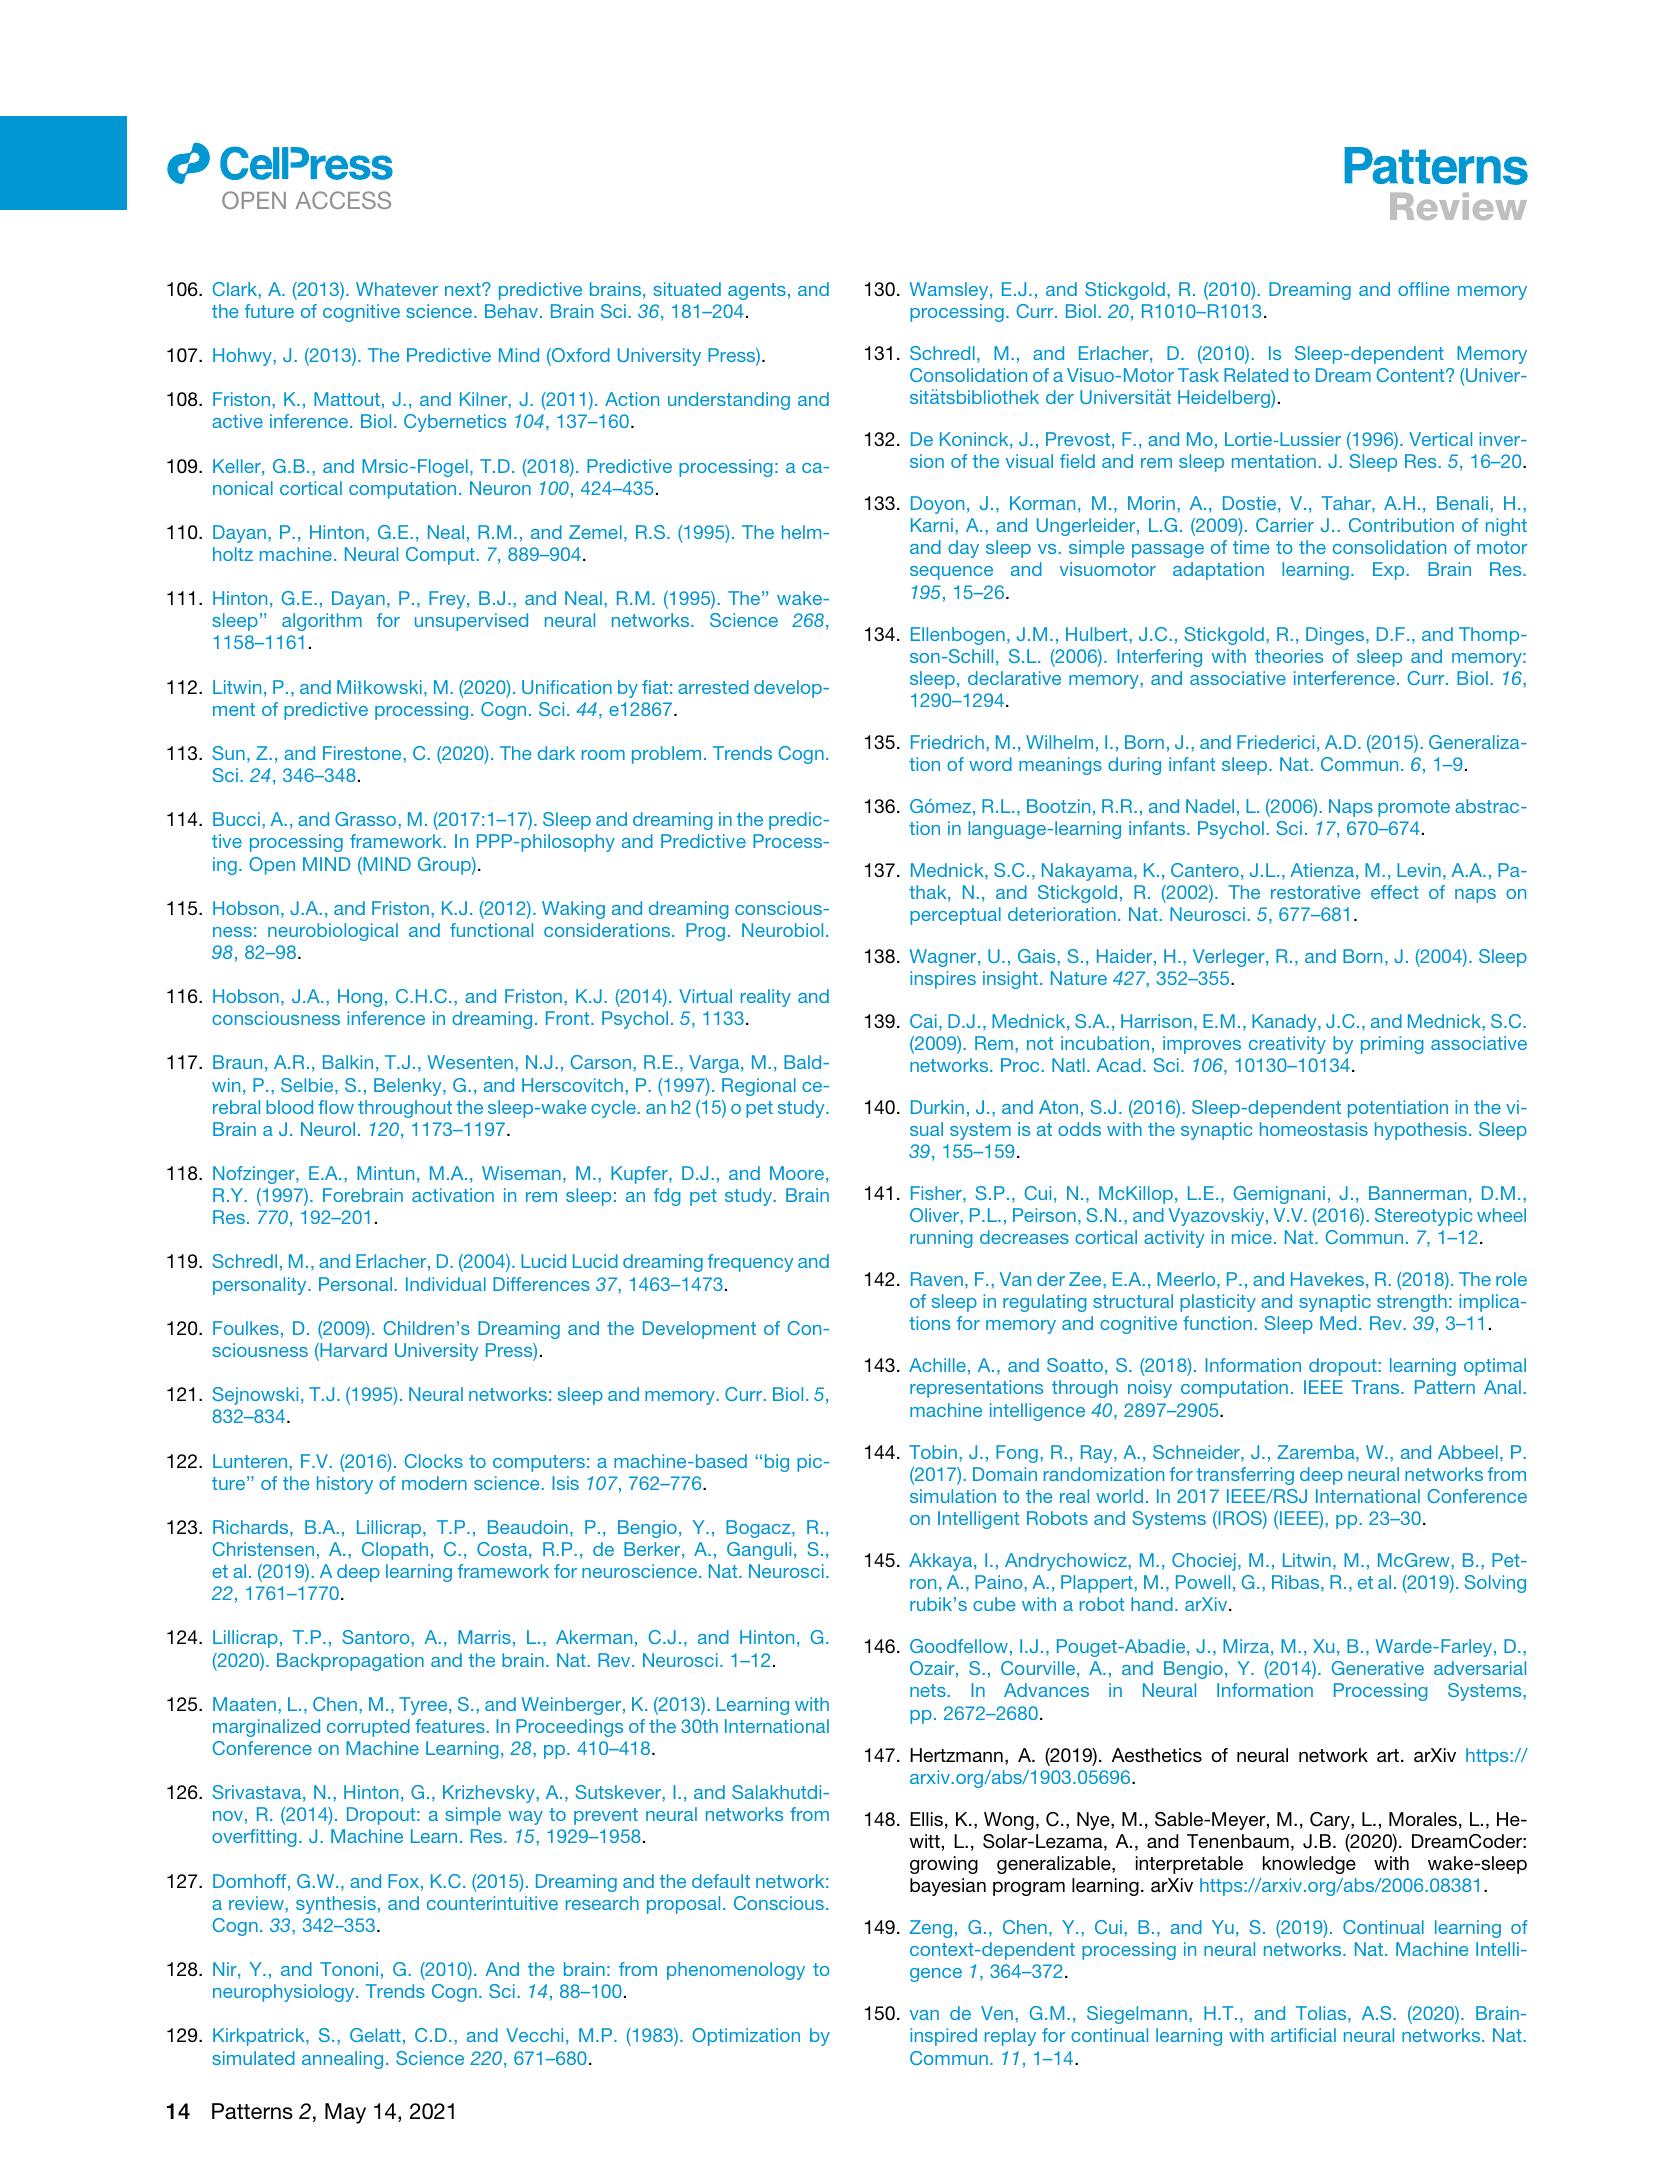 CellPress
OPEN ACCESS
Patterns
Review
106. Clark, A. (2013). Whatever next? predictive brains, situated agents, and
the future of cognitive science. Behav. Brain Sci. 36, 181–204.
107. Hohwy, J. (2013). The Predictive Mind (Oxford University Press).
108. Friston, K., Mattout, J., and Kilner, J. (2011). Action understanding and
active inference. Biol. Cybernetics 104, 137–160.
109. Keller, G.B., and Mrsic-Flogel, T.D. (2018). Predictive processing: a ca-
nonical cortical computation. Neuron 100, 424–435.
110. Dayan, P., Hinton, G.E., Neal, R.M., and Zemel, R.S. (1995). The helm-
holtz machine. Neural Comput. 7, 889–904.
111. Hinton, G.E., Dayan, P., Frey, B.J., and Neal, R.M. (1995). The” wake-
sleep” algorithm for unsupervised neural networks. Science 268,
1158–1161.
112. Litwin, P., and Miłkowski, M. (2020). Unification by fiat: arrested develop-
ment of predictive processing. Cogn. Sci. 44, e12867.
113. Sun, Z., and Firestone, C. (2020). The dark room problem. Trends Cogn.
Sci. 24, 346–348.
114. Bucci, A., and Grasso, M. (2017:1–17). Sleep and dreaming in the predic-
tive processing framework. In PPP-philosophy and Predictive Process-
ing. Open MIND (MIND Group).
115. Hobson, J.A., and Friston, K.J. (2012). Waking and dreaming conscious-
ness: neurobiological and functional considerations. Prog. Neurobiol.
98, 82–98.
116. Hobson, J.A., Hong, C.H.C., and Friston, K.J. (2014). Virtual reality and
consciousness inference in dreaming. Front. Psychol. 5, 1133.
117. Braun, A.R., Balkin, T.J., Wesenten, N.J., Carson, R.E., Varga, M., Bald-
win, P., Selbie, S., Belenky, G., and Herscovitch, P. (1997). Regional ce-
rebral blood flow throughout the sleep-wake cycle. an h2 (15) o pet study.
Brain a J. Neurol. 120, 1173–1197.
118. Nofzinger, E.A., Mintun, M.A., Wiseman, M., Kupfer, D.J., and Moore,
R.Y. (1997). Forebrain activation in rem sleep: an fdg pet study. Brain
Res. 770, 192–201.
119. Schredl, M., and Erlacher, D. (2004). Lucid Lucid dreaming frequency and
personality. Personal. Individual Differences 37, 1463–1473.
120. Foulkes, D. (2009). Children’s Dreaming and the Development of Con-
sciousness (Harvard University Press).
121. Sejnowski, T.J. (1995). Neural networks: sleep and memory. Curr. Biol. 5,
832–834.
122. Lunteren, F.V. (2016). Clocks to computers: a machine-based “big pic-
ture” of the history of modern science. Isis 107, 762–776.
123. Richards, B.A., Lillicrap, T.P., Beaudoin, P., Bengio, Y., Bogacz, R.,
Christensen, A., Clopath, C., Costa, R.P., de Berker, A., Ganguli, S.,
et al. (2019). A deep learning framework for neuroscience. Nat. Neurosci.
22, 1761–1770.
124. Lillicrap, T.P., Santoro, A., Marris, L., Akerman, C.J., and Hinton, G.
(2020). Backpropagation and the brain. Nat. Rev. Neurosci. 1–12.
125. Maaten, L., Chen, M., Tyree, S., and Weinberger, K. (2013). Learning with
marginalized corrupted features. In Proceedings of the 30th International
Conference on Machine Learning, 28, pp. 410–418.
126. Srivastava, N., Hinton, G., Krizhevsky, A., Sutskever, I., and Salakhutdi-
nov, R. (2014). Dropout: a simple way to prevent neural networks from
overfitting. J. Machine Learn. Res. 15, 1929–1958.
127. Domhoff, G.W., and Fox, K.C. (2015). Dreaming and the default network:
a review, synthesis, and counterintuitive research proposal. Conscious.
Cogn. 33, 342–353.
128. Nir, Y., and Tononi, G. (2010). And the brain: from phenomenology to
neurophysiology. Trends Cogn. Sci. 14, 88–100.
129. Kirkpatrick, S., Gelatt, C.D., and Vecchi, M.P. (1983). Optimization by
simulated annealing. Science 220, 671–680.
130. Wamsley, E.J., and Stickgold, R. (2010). Dreaming and offline memory
processing. Curr. Biol. 20, R1010–R1013.
131. Schredl, M., and Erlacher, D. (2010). Is Sleep-dependent Memory
Consolidation of a Visuo-Motor Task Related to Dream Content? (Univer-
sitätsbibliothek der Universität Heidelberg).
132. De Koninck, J., Prevost, F., and Mo, Lortie-Lussier (1996). Vertical inver-
sion of the visual field and rem sleep mentation. J. Sleep Res. 5, 16–20.
133. Doyon, J., Korman, M., Morin, A., Dostie, V., Tahar, A.H., Benali, H.,
Karni, A., and Ungerleider, L.G. (2009). Carrier J.. Contribution of night
and day sleep vs. simple passage of time to the consolidation of motor
sequence and visuomotor adaptation learning. Exp. Brain Res.
195, 15–26.
134. Ellenbogen, J.M., Hulbert, J.C., Stickgold, R., Dinges, D.F., and Thomp-
son-Schill, S.L. (2006). Interfering with theories of sleep and memory:
sleep, declarative memory, and associative interference. Curr. Biol. 16,
1290–1294.
135. Friedrich, M., Wilhelm, I., Born, J., and Friederici, A.D. (2015). Generaliza-
tion of word meanings during infant sleep. Nat. Commun. 6, 1–9.
136. Gómez, R.L., Bootzin, R.R., and Nadel, L. (2006). Naps promote abstrac-
tion in language-learning infants. Psychol. Sci. 17, 670–674.
137. Mednick, S.C., Nakayama, K., Cantero, J.L., Atienza, M., Levin, A.A., Pa-
thak, N., and Stickgold, R. (2002). The restorative effect of naps on
perceptual deterioration. Nat. Neurosci. 5, 677–681.
138. Wagner, U., Gais, S., Haider, H., Verleger, R., and Born, J. (2004). Sleep
inspires insight. Nature 427, 352–355.
139. Cai, D.J., Mednick, S.A., Harrison, E.M., Kanady, J.C., and Mednick, S.C.
(2009). Rem, not incubation, improves creativity by priming associative
networks. Proc. Natl. Acad. Sci. 106, 10130–10134.
140. Durkin, J., and Aton, S.J. (2016). Sleep-dependent potentiation in the vi-
sual system is at odds with the synaptic homeostasis hypothesis. Sleep
39, 155–159.
141. Fisher, S.P., Cui, N., McKillop, L.E., Gemignani, J., Bannerman, D.M.,
Oliver, P.L., Peirson, S.N., and Vyazovskiy, V.V. (2016). Stereotypic wheel
running decreases cortical activity in mice. Nat. Commun. 7, 1–12.
142. Raven, F., Van der Zee, E.A., Meerlo, P., and Havekes, R. (2018). The role
of sleep in regulating structural plasticity and synaptic strength: implica-
tions for memory and cognitive function. Sleep Med. Rev. 39, 3–11.
143. Achille, A., and Soatto, S. (2018). Information dropout: learning optimal
representations through noisy computation. IEEE Trans. Pattern Anal.
machine intelligence 40, 2897–2905.
144. Tobin, J., Fong, R., Ray, A., Schneider, J., Zaremba, W., and Abbeel, P.
(2017). Domain randomization for transferring deep neural networks from
simulation to the real world. In 2017 IEEE/RSJ International Conference
on Intelligent Robots and Systems (IROS) (IEEE), pp. 23–30.
145. Akkaya, I., Andrychowicz, M., Chociej, M., Litwin, M., McGrew, B., Pet-
ron, A., Paino, A., Plappert, M., Powell, G., Ribas, R., et al. (2019). Solving
rubik’s cube with a robot hand. arXiv.
146. Goodfellow, I.J., Pouget-Abadie, J., Mirza, M., Xu, B., Warde-Farley, D.,
Ozair, S., Courville, A., and Bengio, Y. (2014). Generative adversarial
nets. In Advances in Neural Information Processing Systems,
pp. 2672–2680.
147. Hertzmann, A. (2019). Aesthetics of neural network art. arXiv https://
arxiv.org/abs/1903.05696.
148. Ellis, K., Wong, C., Nye, M., Sable-Meyer, M., Cary, L., Morales, L., He-
witt, L., Solar-Lezama, A., and Tenenbaum, J.B. (2020). DreamCoder:
growing generalizable, interpretable knowledge with wake-sleep
bayesian program learning. arXiv https://arxiv.org/abs/2006.08381.
149. Zeng, G., Chen, Y., Cui, B., and Yu, S. (2019). Continual learning of
context-dependent processing in neural networks. Nat. Machine Intelli-
gence 1, 364–372.
150. van de Ven, G.M., Siegelmann, H.T., and Tolias, A.S. (2020). Brain-
inspired replay for continual learning with artificial neural networks. Nat.
Commun. 11, 1–14.
14 Patterns 2, May 14, 2021